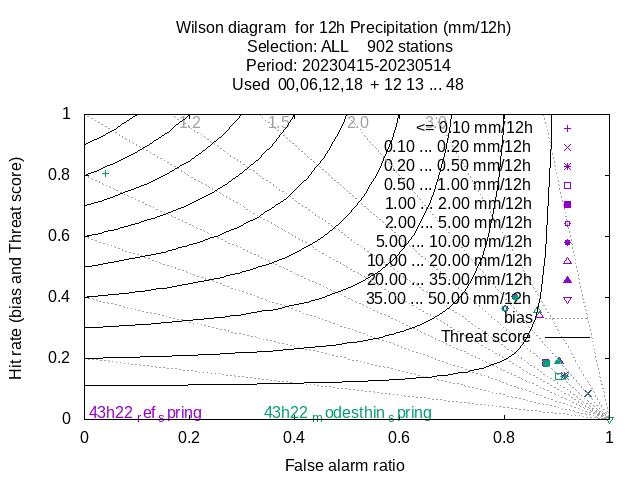 Wilson diagram for 12h Precipitation (mm/12h)
Selection: ALL 902 stations
Period: 20230415-20230514
Used 00,06,12,18 + 12 13 ... 48
Hit rate (bias and Threat score)
1
0.8
0.6
0.4
0.2
0
1.2
1.5
2.0
3.0
<= 0.10 mm/12h
0.10 ... 0.20 mm/12h
0.20 ... 0.50 mm/12h
0.50 ... 1.00 mm/12h
1.00 ... 2.00 mm/12h
2.00 ... 5.00 mm/12h
5.00 ... 10.00 mm/12h
10.00 ... 20.00 mm/12h
20.00 ... 35.00 mm/12h
35.00 ... 50.00 mm/12h
bias
Threat score
43h22 ref spring
43h22 modesthin spring
0 0.2 0.4 0.6 0.8 1
False alarm ratio